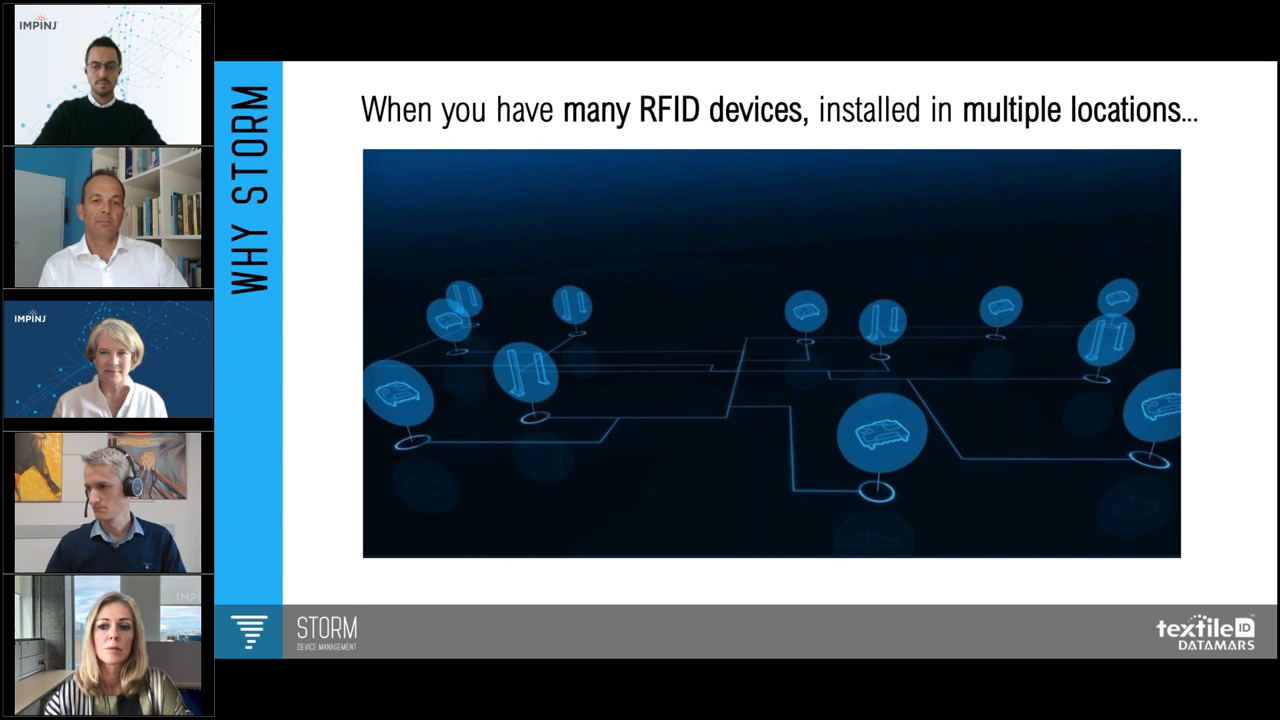 IMPINJ
IMPINJ
IMP
WHY STORM
When you have many RFID devices, installed in multiple locations...
STORM
DEVICE MANAGEMENT
textile ID
DATAMARS